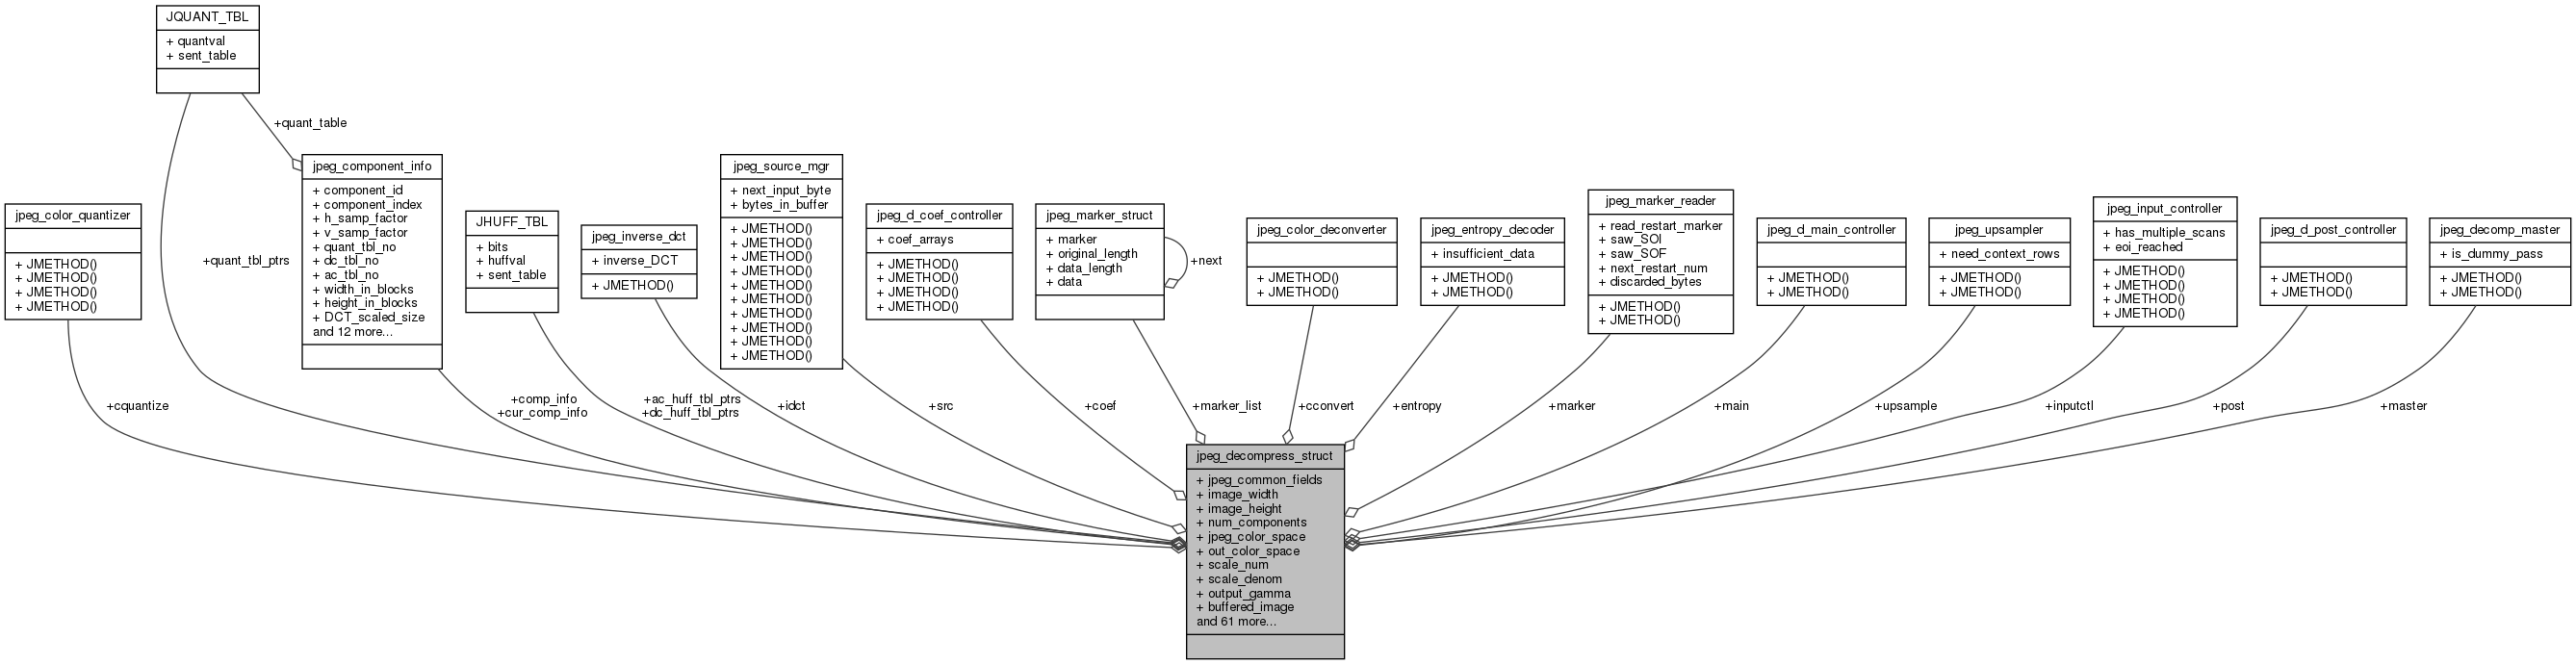 JQUANT_TBL
+ quantval
+ sent_table
+quant_table
jpeg_component_info
+ component_id
+ component_index
+ h_samp_factor
+ v_samp_factor
+ quant_tbl_no
+ dc_tbl_no
+ ac_tbl_no
+ width_in_blocks
+ height_in_blocks
+ DCT_scaled_size
and 12 more...
jpeg_color_quantizer
+ JMETHOD()
+ JMETHOD()
+ JMETHOD()
+ JMETHOD()
+quant_tbl_ptrs
JHUFF_TBL
+ bits
+ huffval
+ sent_table
jpeg_inverse_dct
+ inverse_DCT
+ JMETHOD()
jpeg_source_mgr
+ next_input_byte
+ bytes_in_buffer
+ JMETHOD()
+ JMETHOD()
+ JMETHOD()
+ JMETHOD()
+ JMETHOD()
+ JMETHOD()
+ JMETHOD()
+ JMETHOD()
+ JMETHOD()
+ JMETHOD()
jpeg_d_coef_controller
+ coef_arrays
+ JMETHOD()
+ JMETHOD()
+ JMETHOD()
+ JMETHOD()
jpeg_marker_struct
+ marker
+ original_length
+ data_length
+ data
+next
jpeg_color_deconverter
+ JMETHOD()
+ JMETHOD()
jpeg_entropy_decoder
+ insufficient_data
+ JMETHOD()
+ JMETHOD()
jpeg_marker_reader
+ read_restart_marker
+ saw_SOI
+ saw_SOF
+ next_restart_num
+ discarded_bytes
+ JMETHOD()
+ JMETHOD()
jpeg_d_main_controller
+ JMETHOD()
+ JMETHOD()
jpeg_upsampler
+ need_context_rows
+ JMETHOD()
+ JMETHOD()
jpeg_input_controller
+ has_multiple_scans
+ eoi_reached
+ JMETHOD()
+ JMETHOD()
+ JMETHOD()
+ JMETHOD()
jpeg_d_post_controller
+ JMETHOD()
+ JMETHOD()
jpeg_decomp_master
+ is_dummy_pass
+ JMETHOD()
+ JMETHOD()
+cquantize
+comp_info
+cur_comp_info
+ac_huff_tbl_ptrs
+dc_huff_tbl_ptrs
+idct
+src
+coef
+marker_list
+cconvert
+entropy
+marker
+main
+upsample
+inputctl
+post
+master
jpeg_decompress_struct
+ jpeg_common_fields
+ image_width
+ image_height
+ num_components
+ jpeg_color_space
+ out_color_space
+ scale_num
+ scale_denom
+ output_gamma
+ buffered_image
and 61 more...